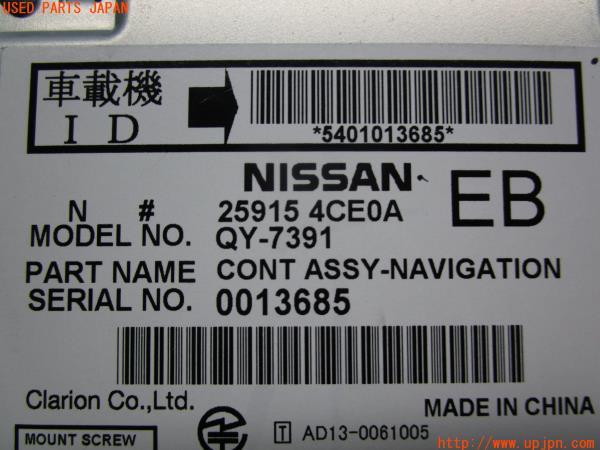 USED PARTS JAPAN
車載機
ID
*5401013685*
NISSAN
EB
N # 25915 4CE0A
MODEL NO. QY-7391
PART NAME CONT ASSY-NAVIGATION
SERIAL NO. 0013685
Clarion Co.,Ltd.
MADE IN CHINA
T AD13-0061005
MOUNT SCREW
http://www.upjpn.com/